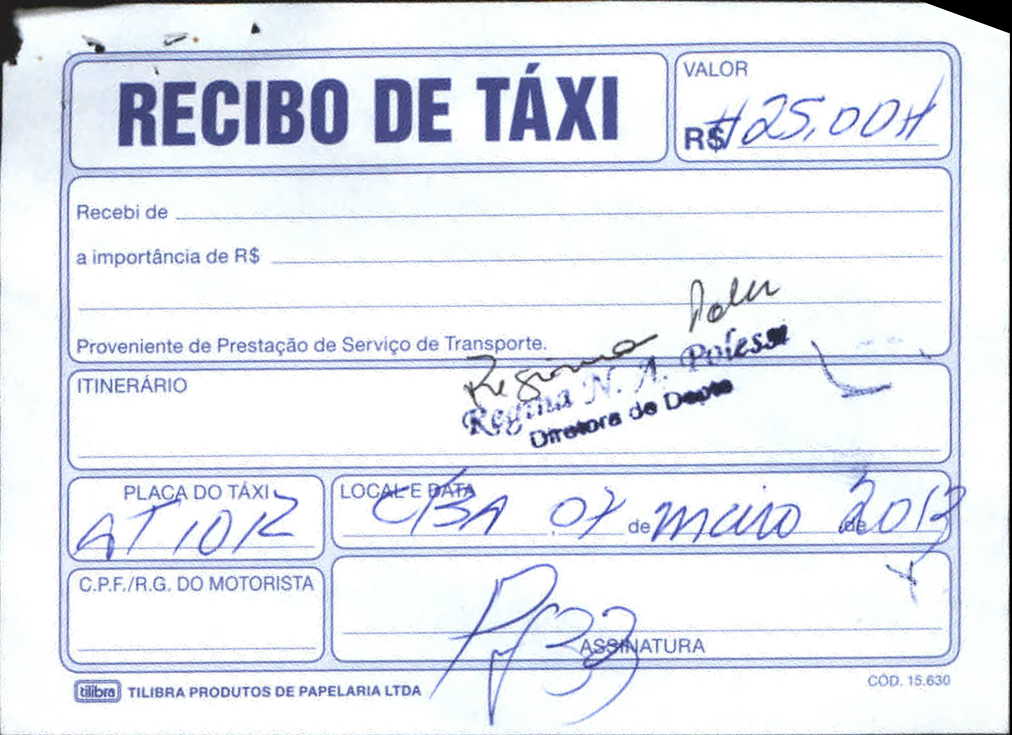 RECIBO DE TÁXI
VALOR
R$ #25,00#
Recebi de
a importância de R$
Proveniente de Prestação de Serviço de Transporte.
Regina Poles
Regina N. A. Polessi
Diretora de Depto
ITINERÁRIO
PLACA DO TÁXI
LOCAL E DATA
CBA 07 de maio de 2013
C.P.F./R.G. DO MOTORISTA
ASSINATURA
tilibra TILIBRA PRODUTOS DE PAPELARIA LTDA
CÓD. 15.630